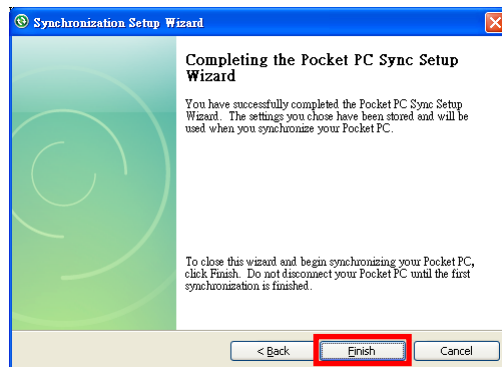 Synchronization Setup Wizard
Completing the Pocket PC Sync Setup
Wizard
You have successfully completed the Pocket PC Sync Setup
Wizard. The settings you chose have been stored and will be
used when you synchronize your Pocket PC.
To close this wizard and begin synchronizing your Pocket PC,
click Finish. Do not disconnect your Pocket PC until the first
synchronization is finished.
< Back Finish Cancel